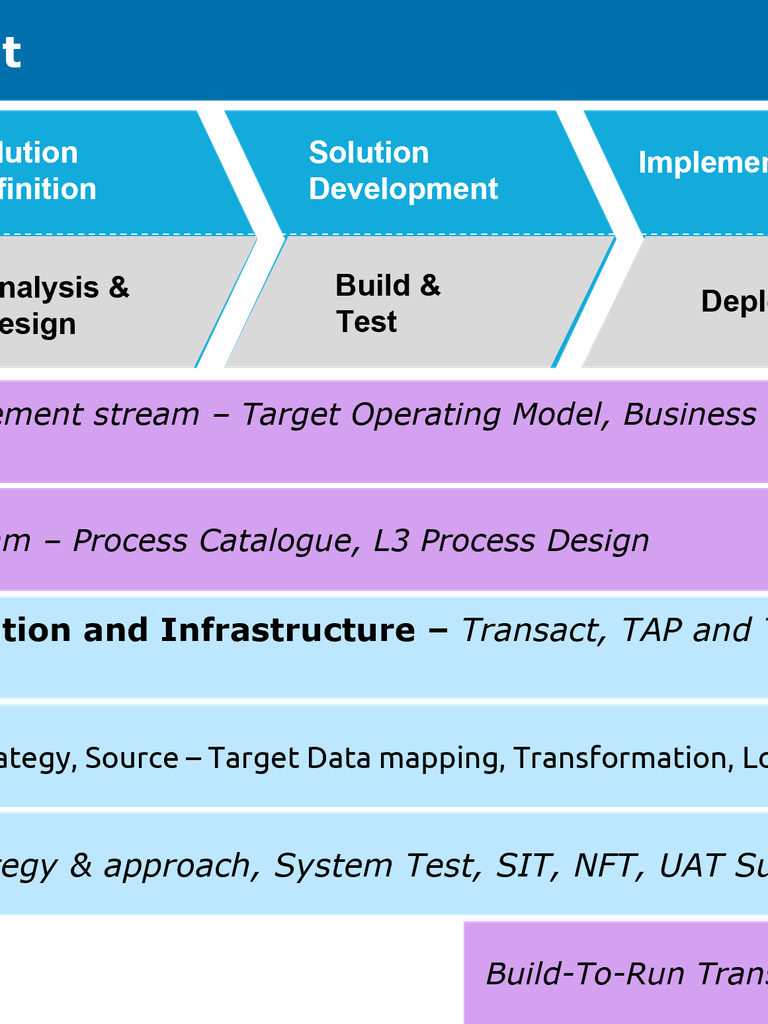 t
lution
finition
Solution
Development
Implemen
nalysis &
esign
Build &
Test
Depl
ement stream – Target Operating Model, Business
am – Process Catalogue, L3 Process Design
tion and Infrastructure – Transact, TAP and T
ategy, Source – Target Data mapping, Transformation, Lo
tegy & approach, System Test, SIT, NFT, UAT Su
Build-To-Run Trans